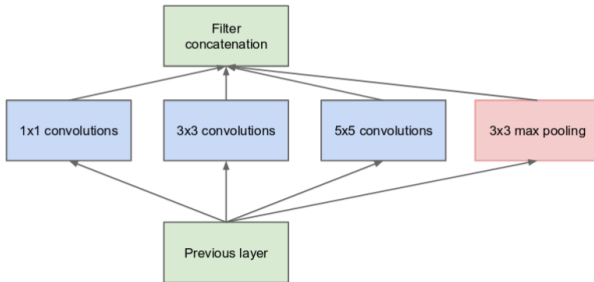 Filter
concatenation
1x1 convolutions
3x3 convolutions
5x5 convolutions
3x3 max pooling
Previous layer